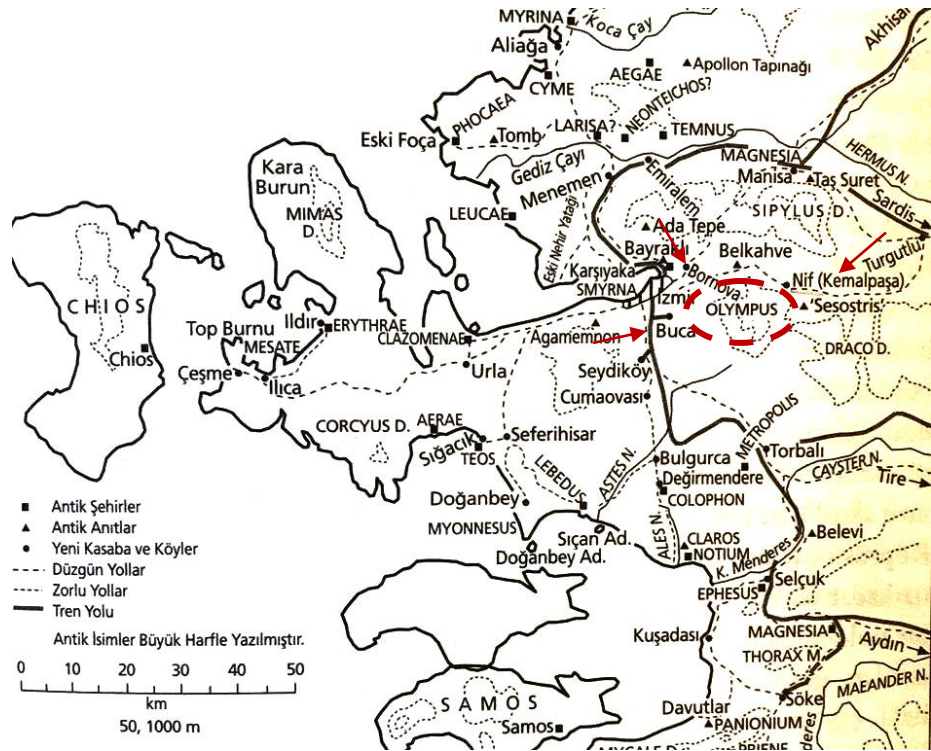 MYRINA
Koca Çay
Akhisar
Aliağa
AEGAE
Apollon Tapınağı
CYME
NEONTEICHOS?
PHOCAEA
Tomb
LARISA?
TEMNUS
Eski Foça
HERMUS N.
Gediz Çayı
MAGNESIA
Kara
Burun
Menemen
Emiralem
Manisa
Taş Suret
MIMAS
D.
LEUCAE
Eski Nehir Yatağı
SIPYLUS D.
Sardis
Ada Tepe
Bayraklı
Belkahve
Turgutlu
CHIOS
Karşıyaka
Bornova
Nif (Kemalpaşa)
SMYRNA
İzmir
OLYMPUS
'Sesostris'
Top Burnu
Ildır
ERYTHRAE
CLAZOMENAE
Agamemnon
Buca
MESATE
DRACO D.
Chios
Çeşme
Ilıca
Urla
Seydiköy
Cumaovası
CORCYUS D.
AERAE
METROPOLIS
Sığacık
Seferihisar
TEOS
LEBEDUS
ASTES N.
Bulgurca
Torbalı
CAYSTER N.
Değirmendere
Tire
Doğanbey
COLOPHON
MYONNESUS
Sıçan Ad.
ALES N.
CLAROS
Belevi
Doğanbey Ad.
NOTIUM
K. Menderes
Selçuk
EPHESUS
Antik Şehirler
Antik Anıtlar
Yeni Kasaba ve Köyler
Düzgün Yollar
Zorlu Yollar
Tren Yolu
Antik İsimler Büyük Harfle Yazılmıştır.
0 10 20 30 40 50
km
50, 1000 m
Kuşadası
MAGNESIA
Aydın
THORAX M.
MAEANDER N.
SAMOS
Davutlar
Söke
Samos
PANIONIUM
deres
MYCALE D.
PRIENE